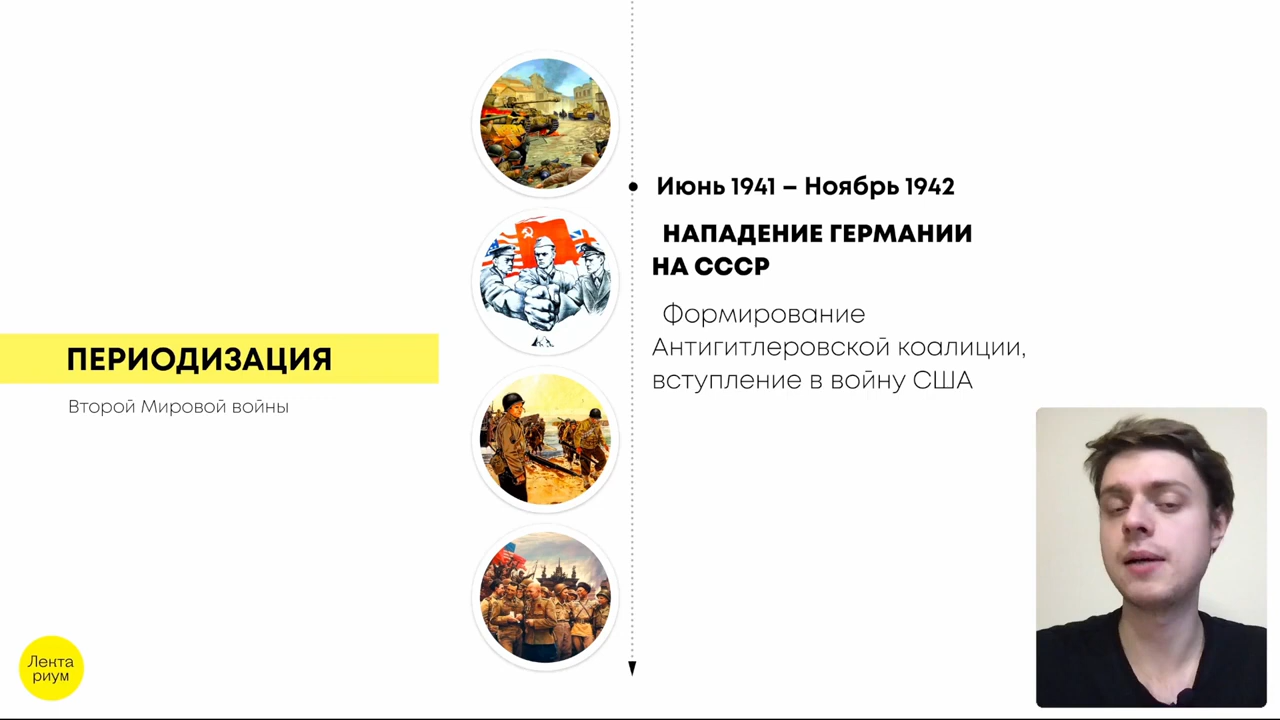 Июнь 1941 – Ноябрь 1942
НАПАДЕНИЕ ГЕРМАНИИ
НА СССР
Формирование
Антигитлеровской коалиции,
вступление в войну США
ПЕРИОДИЗАЦИЯ
Второй Мировой войны
Лента
риум